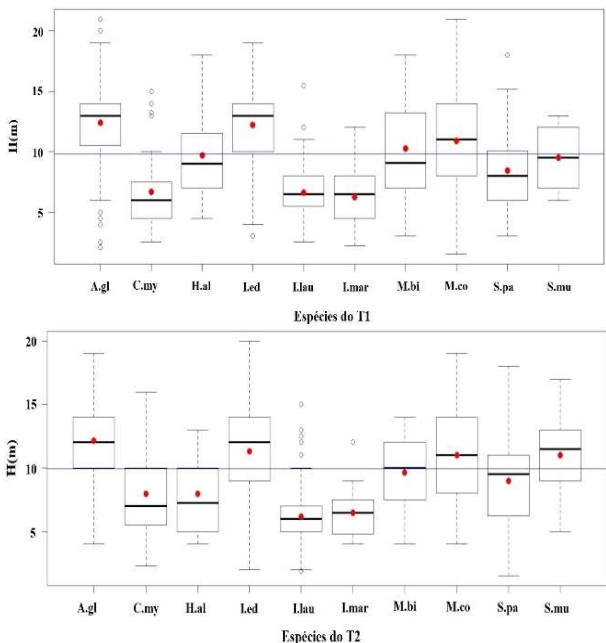 20
15
10
5
H(m)
A.gl C.my H.al I.ed I.lau I.mar M.bi M.co S.pa S.mu
Espécies do T1
20
15
10
5
H(m)
A.gl C.my H.al I.ed I.lau I.mar M.bi M.co S.pa S.mu
Espécies do T2